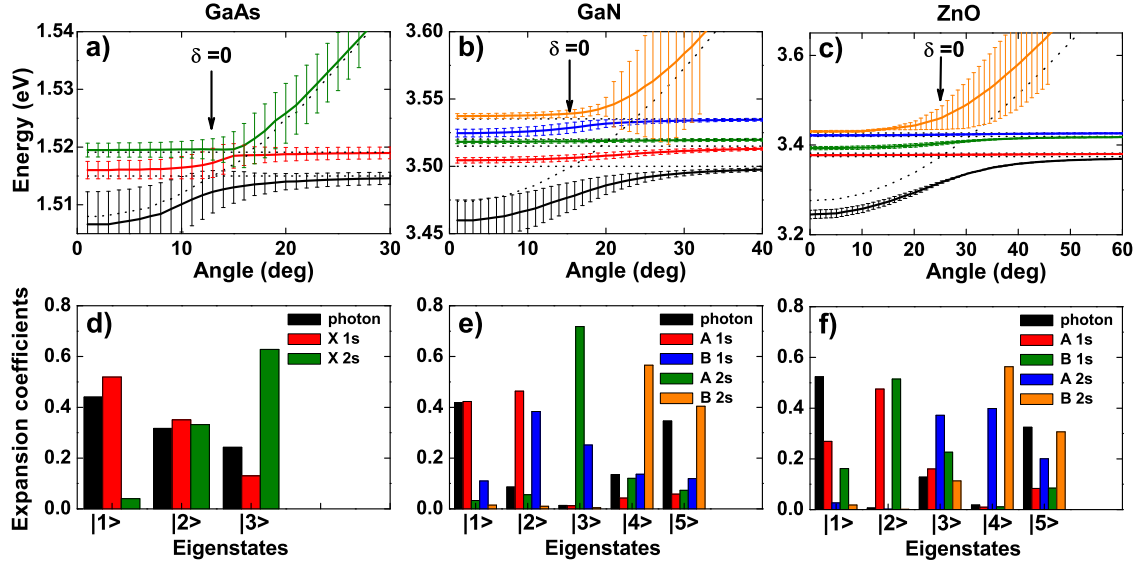 GaAs
a)
δ =0
1.54
1.53
1.52
1.51
Energy (eV)
0 10 20 30
Angle (deg)
GaN
b)
δ =0
3.60
3.55
3.50
3.45
0 10 20 30 40
Angle (deg)
ZnO
c)
δ =0
3.6
3.4
3.2
0 10 20 30 40 50 60
Angle (deg)
d)
photon
X 1s
X 2s
0.8
0.6
0.4
0.2
0.0
Expansion coefficients
|1> |2> |3>
Eigenstates
e)
photon
A 1s
B 1s
A 2s
B 2s
0.8
0.6
0.4
0.2
0.0
|1> |2> |3> |4> |5>
Eigenstates
f)
photon
A 1s
B 1s
A 2s
B 2s
0.8
0.6
0.4
0.2
0.0
|1> |2> |3> |4> |5>
Eigenstates